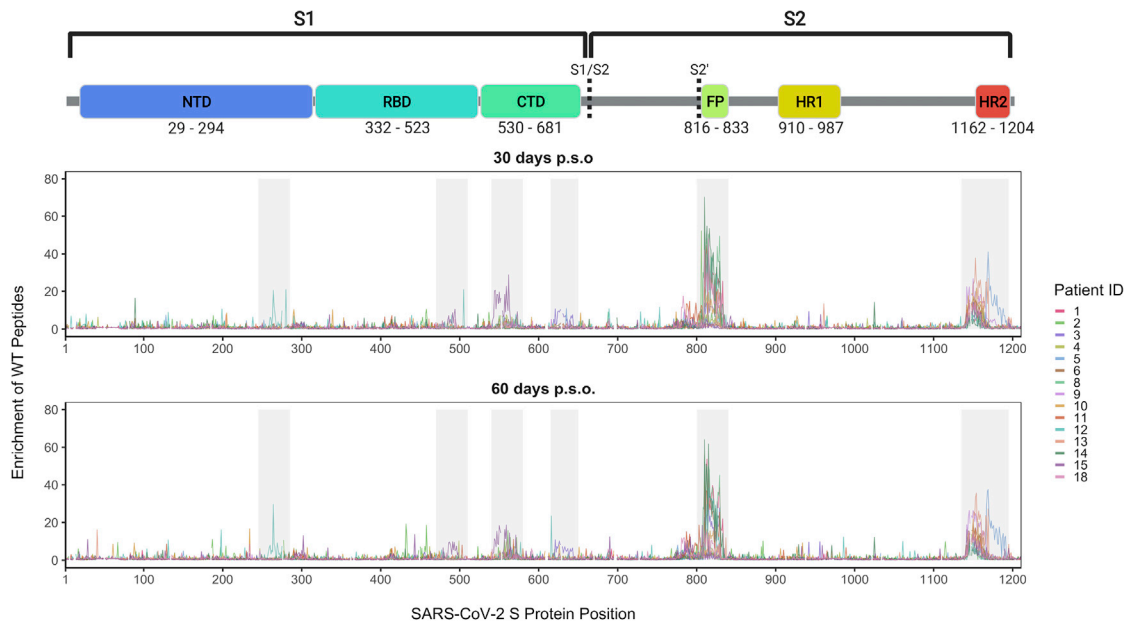 S1 S2
S1/S2 S2'
NTD RBD CTD FP HR1 HR2
29 - 294 332 - 523 530 - 681 816 - 833 910 - 987 1162 - 1204
30 days p.s.o
80
60
40
20
0
1 100 200 300 400 500 600 700 800 900 1000 1100 1200
Enrichment of WT Peptides
60 days p.s.o.
80
60
40
20
0
1 100 200 300 400 500 600 700 800 900 1000 1100 1200
SARS-CoV-2 S Protein Position
Patient ID
1
2
3
4
5
6
8
9
10
11
12
13
14
15
18